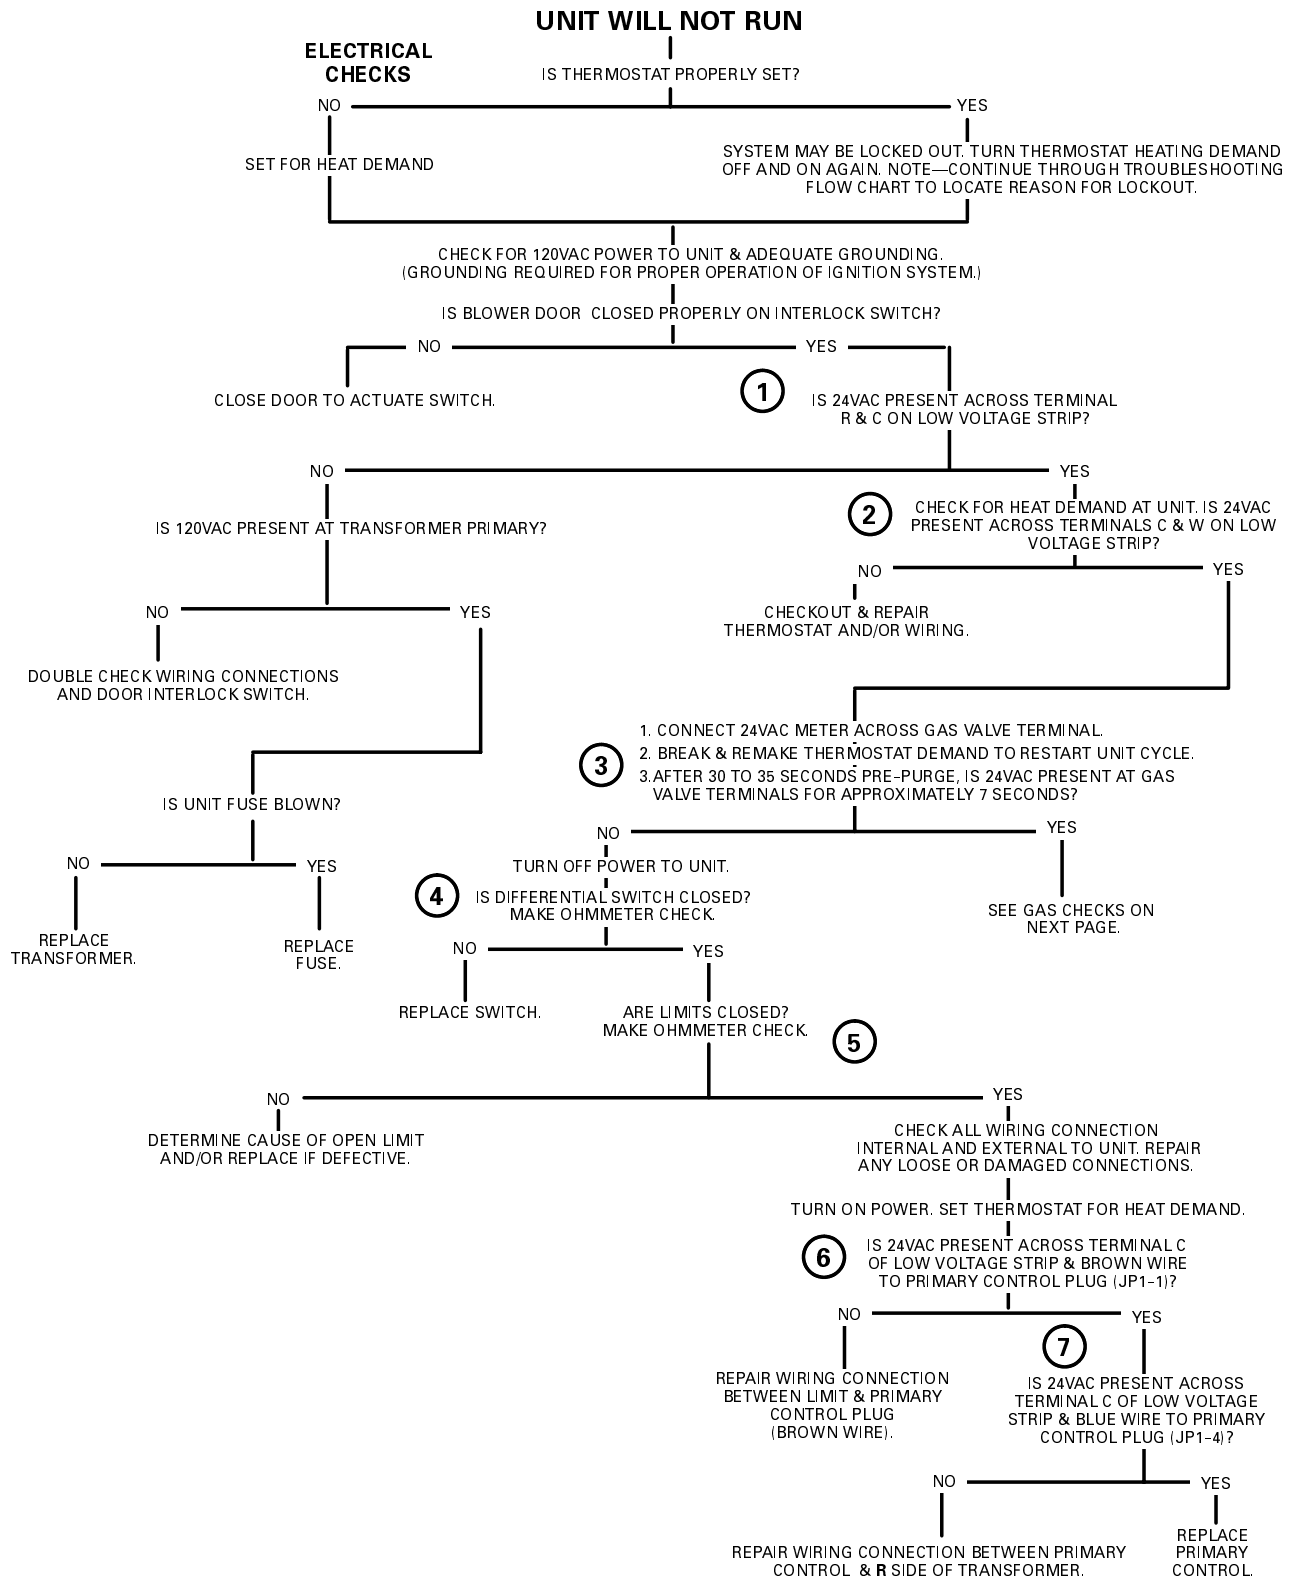 UNIT WILL NOT RUN
ELECTRICAL
CHECKS
IS THERMOSTAT PROPERLY SET?
NO
YES
SET FOR HEAT DEMAND
SYSTEM MAY BE LOCKED OUT. TURN THERMOSTAT HEATING DEMAND
OFF AND ON AGAIN. NOTE—CONTINUE THROUGH TROUBLESHOOTING
FLOW CHART TO LOCATE REASON FOR LOCKOUT.
CHECK FOR 120VAC POWER TO UNIT & ADEQUATE GROUNDING.
(GROUNDING REQUIRED FOR PROPER OPERATION OF IGNITION SYSTEM.)
IS BLOWER DOOR CLOSED PROPERLY ON INTERLOCK SWITCH?
NO
YES
CLOSE DOOR TO ACTUATE SWITCH.
1
IS 24VAC PRESENT ACROSS TERMINAL
R & C ON LOW VOLTAGE STRIP?
NO
YES
IS 120VAC PRESENT AT TRANSFORMER PRIMARY?
2
CHECK FOR HEAT DEMAND AT UNIT. IS 24VAC
PRESENT ACROSS TERMINALS C & W ON LOW
VOLTAGE STRIP?
NO
YES
CHECKOUT & REPAIR
THERMOSTAT AND/OR WIRING.
NO
YES
DOUBLE CHECK WIRING CONNECTIONS
AND DOOR INTERLOCK SWITCH.
3
1. CONNECT 24VAC METER ACROSS GAS VALVE TERMINAL.
2. BREAK & REMAKE THERMOSTAT DEMAND TO RESTART UNIT CYCLE.
3.AFTER 30 TO 35 SECONDS PRE-PURGE, IS 24VAC PRESENT AT GAS
VALVE TERMINALS FOR APPROXIMATELY 7 SECONDS?
IS UNIT FUSE BLOWN?
NO
YES
NO
YES
REPLACE
TRANSFORMER.
REPLACE
FUSE.
TURN OFF POWER TO UNIT.
4
IS DIFFERENTIAL SWITCH CLOSED?
MAKE OHMMETER CHECK.
SEE GAS CHECKS ON
NEXT PAGE.
NO
YES
REPLACE SWITCH.
ARE LIMITS CLOSED?
MAKE OHMMETER CHECK.
5
NO
YES
DETERMINE CAUSE OF OPEN LIMIT
AND/OR REPLACE IF DEFECTIVE.
CHECK ALL WIRING CONNECTION
INTERNAL AND EXTERNAL TO UNIT. REPAIR
ANY LOOSE OR DAMAGED CONNECTIONS.
TURN ON POWER. SET THERMOSTAT FOR HEAT DEMAND.
6
IS 24VAC PRESENT ACROSS TERMINAL C
OF LOW VOLTAGE STRIP & BROWN WIRE
TO PRIMARY CONTROL PLUG (JP1-1)?
NO
YES
REPAIR WIRING CONNECTION
BETWEEN LIMIT & PRIMARY
CONTROL PLUG
(BROWN WIRE).
7
IS 24VAC PRESENT ACROSS
TERMINAL C OF LOW VOLTAGE
STRIP & BLUE WIRE TO PRIMARY
CONTROL PLUG (JP1-4)?
NO
YES
REPAIR WIRING CONNECTION BETWEEN PRIMARY
CONTROL & R SIDE OF TRANSFORMER.
REPLACE
PRIMARY
CONTROL.